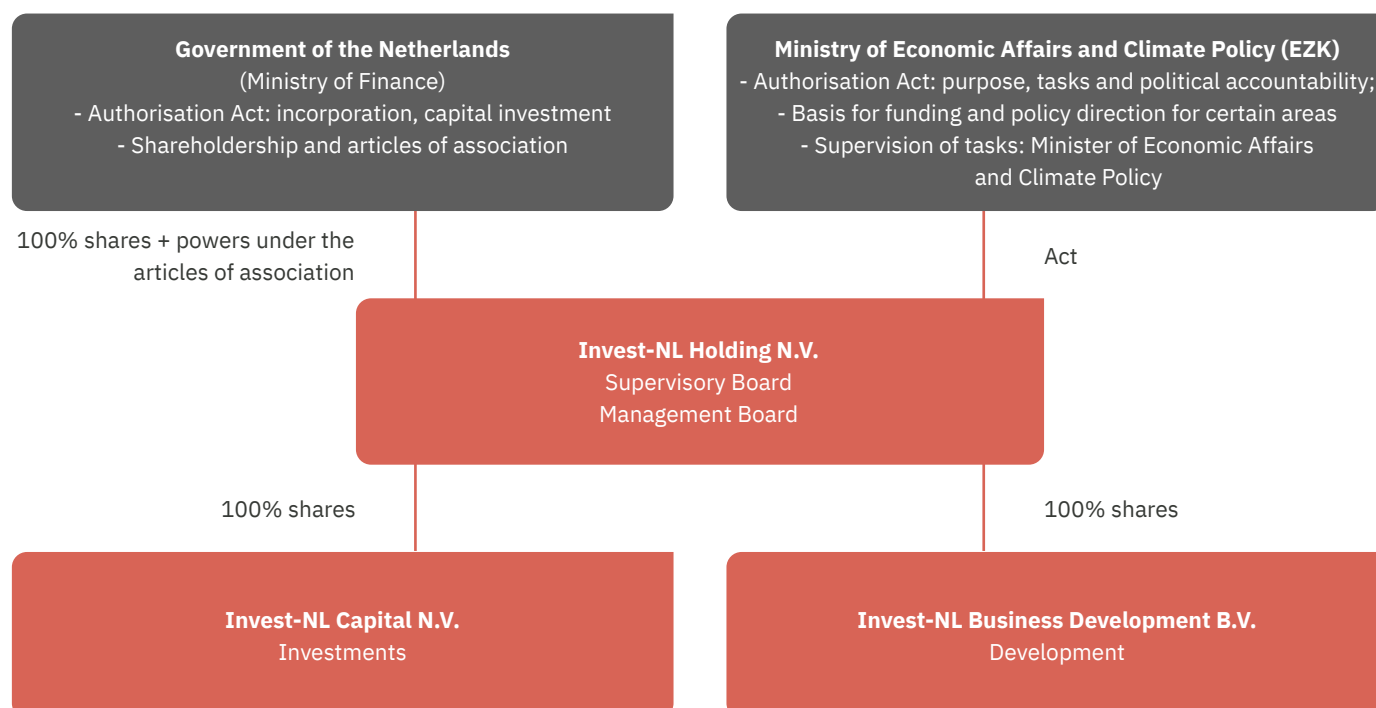 Government of the Netherlands
(Ministry of Finance)
- Authorisation Act: incorporation, capital investment
- Shareholdership and articles of association
Ministry of Economic Affairs and Climate Policy (EZK)
- Authorisation Act: purpose, tasks and political accountability;
- Basis for funding and policy direction for certain areas
- Supervision of tasks: Minister of Economic Affairs
and Climate Policy
100% shares + powers under the
articles of association
Act
Invest-NL Holding N.V.
Supervisory Board
Management Board
100% shares
100% shares
Invest-NL Capital N.V.
Investments
Invest-NL Business Development B.V.
Development